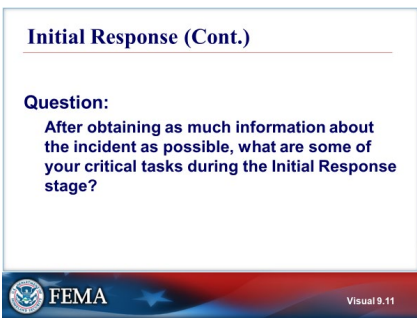 Initial Response (Cont.)
Question:
After obtaining as much information about
the incident as possible, what are some of
your critical tasks during the Initial Response
stage?
FEMA
Visual 9.11